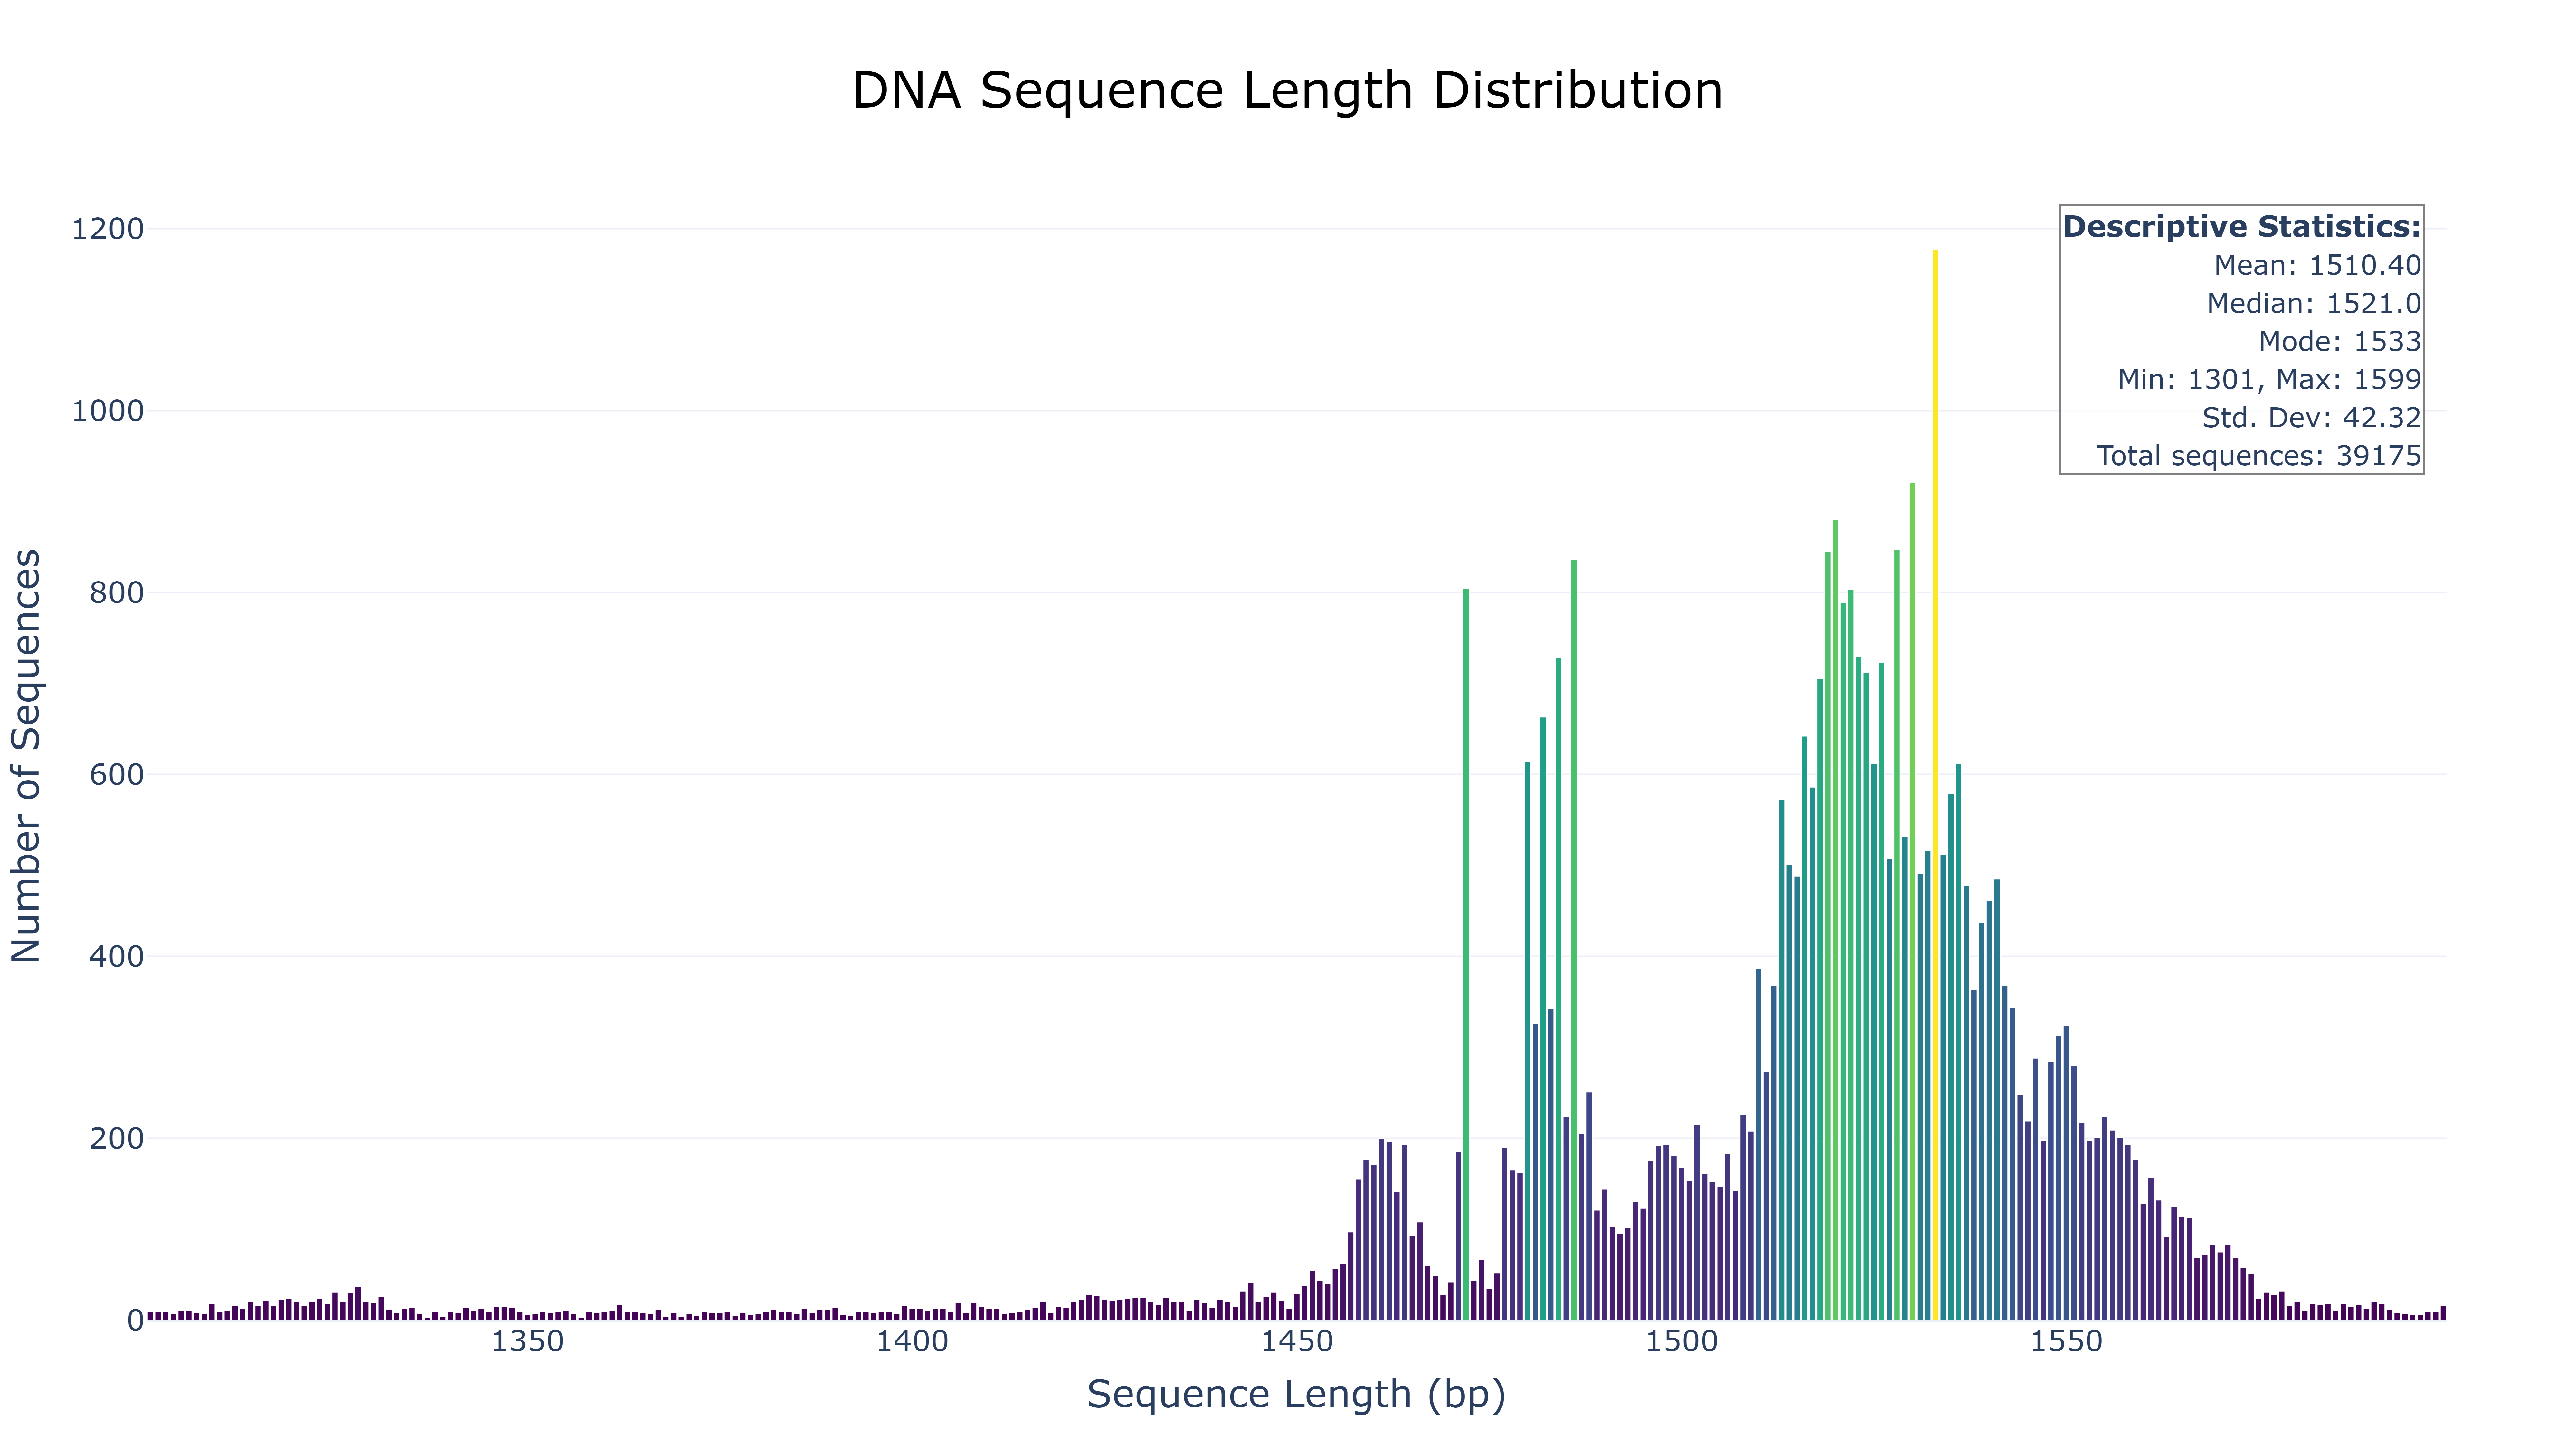 DNA Sequence Length Distribution
1200
1000
800
600
400
200
0
Number of Sequences
Descriptive Statistics:
Mean: 1510.40
Median: 1521.0
Mode: 1533
Min: 1301, Max: 1599
Std. Dev: 42.32
Total sequences: 39175
1350 1400 1450 1500 1550
Sequence Length (bp)